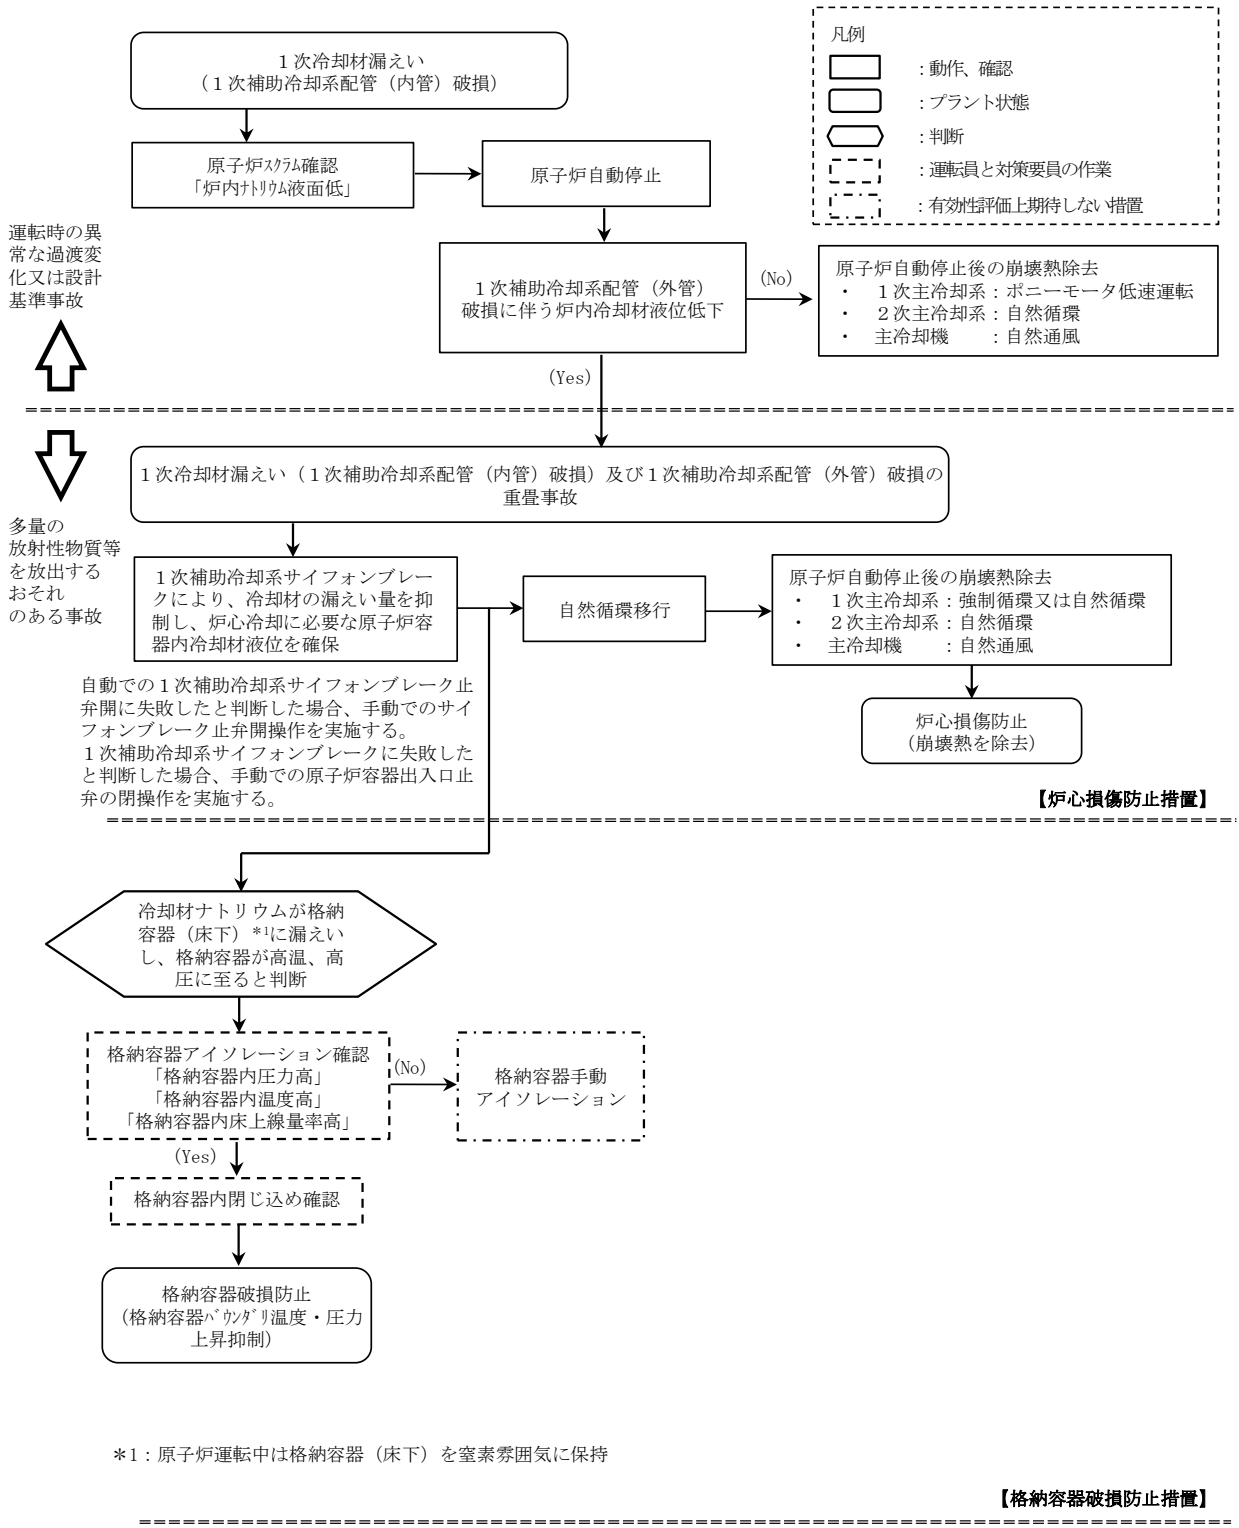 凡例
：動作、確認
：プラント状態
：判断
：運転員と対策要員の作業
：有効性評価上期待しない措置
１次冷却材漏えい
（１次補助冷却系配管（内管）破損）
原子炉ｽｸﾗﾑ確認
「炉内ﾅﾄﾘｳﾑ液面低」
原子炉自動停止
運転時の異
常な過渡変
化又は設計
基準事故
１次補助冷却系配管（外管）
破損に伴う炉内冷却材液位低下
(No)
原子炉自動停止後の崩壊熱除去
・　１次主冷却系：ポニーモータ低速運転
・　２次主冷却系：自然循環
・　主冷却機　　：自然通風
(Yes)
多量の
放射性物質等
を放出する
おそれ
のある事故
１次冷却材漏えい（１次補助冷却系配管（内管）破損）及び１次補助冷却系配管（外管）破損の
重畳事故
１次補助冷却系サイフォンブレー
クにより、冷却材の漏えい量を抑
制し、炉心冷却に必要な原子炉容
器内冷却材液位を確保
自然循環移行
原子炉自動停止後の崩壊熱除去
・　１次主冷却系：強制循環又は自然循環
・　２次主冷却系：自然循環
・　主冷却機　　：自然通風
自動での１次補助冷却系サイフォンブレーク止
弁開に失敗したと判断した場合、手動でのサイ
フォンブレーク止弁開操作を実施する。
１次補助冷却系サイフォンブレークに失敗した
と判断した場合、手動での原子炉容器出入口止
弁の閉操作を実施する。
炉心損傷防止
（崩壊熱を除去）
【炉心損傷防止措置】
冷却材ナトリウムが格納
容器（床下）*1に漏えい
し、格納容器が高温、高
圧に至ると判断
格納容器アイソレーション確認
「格納容器内圧力高」
「格納容器内温度高」
「格納容器内床上線量率高」
(No)
格納容器手動
アイソレーション
(Yes)
格納容器内閉じ込め確認
格納容器破損防止
(格納容器ﾊﾞｳﾝﾀﾞﾘ温度・圧力
上昇抑制)
＊1：原子炉運転中は格納容器（床下）を窒素雰囲気に保持
【格納容器破損防止措置】